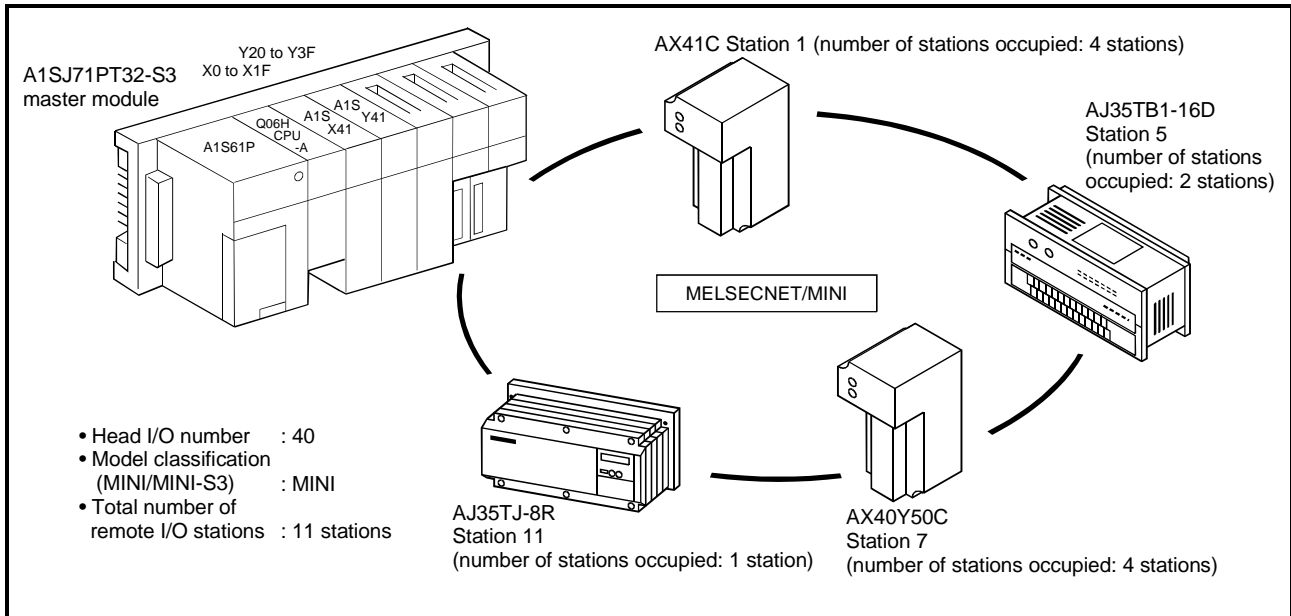 A1SJ71PT32-S3
master module
Y20 to Y3F
X0 to X1F
A1S61P
Q06H
CPU
-A
A1S
X41
A1S
Y41
AX41C Station 1 (number of stations occupied: 4 stations)
AJ35TB1-16D
Station 5
(number of stations
occupied: 2 stations)
MELSECNET/MINI
• Head I/O number : 40
• Model classification
(MINI/MINI-S3) : MINI
• Total number of
remote I/O stations : 11 stations
AJ35TJ-8R
Station 11
(number of stations occupied: 1 station)
AX40Y50C
Station 7
(number of stations occupied: 4 stations)